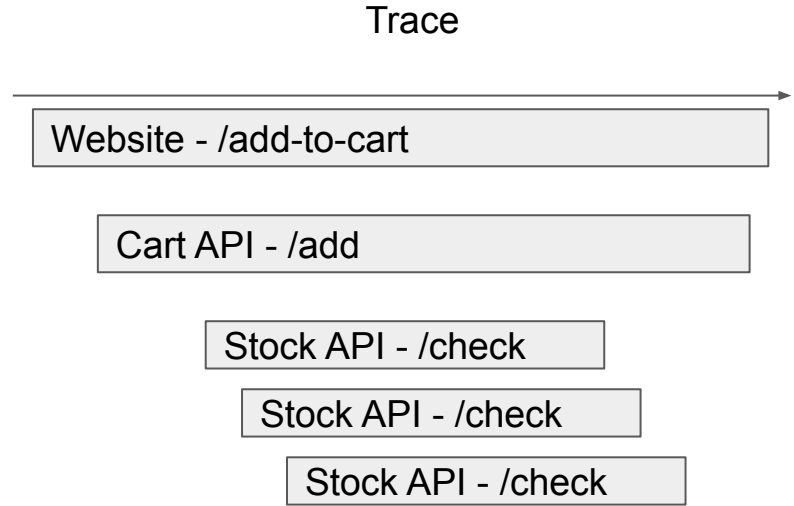 Trace
Website - /add-to-cart
Cart API - /add
Stock API - /check
Stock API - /check
Stock API - /check